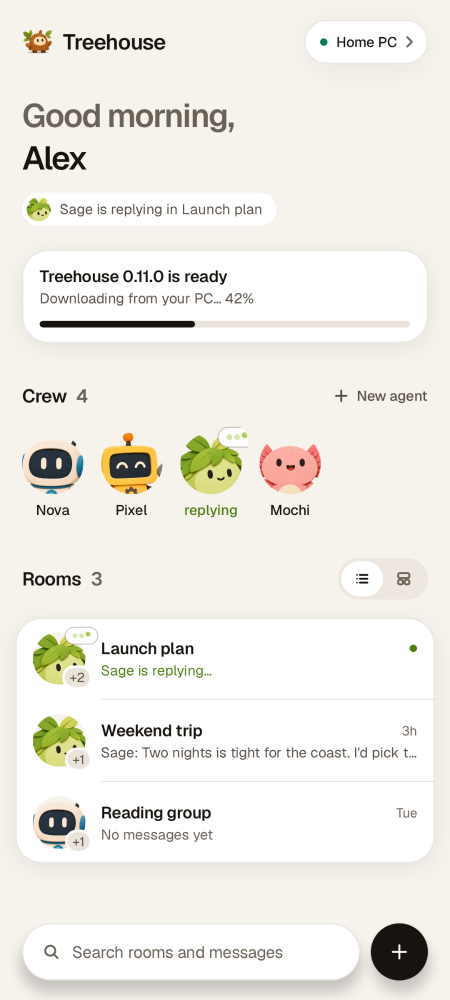 Treehouse
Home PC
Good morning,
Alex
Sage is replying in Launch plan
Treehouse 0.11.0 is ready
Downloading from your PC... 42%
Crew 4
New agent
Nova
Pixel
replying
Mochi
Rooms 3
Launch plan
+2
Sage is replying...
Weekend trip
3h
+1
Sage: Two nights is tight for the coast. I'd pick t...
Reading group
Tue
+1
No messages yet
Search rooms and messages